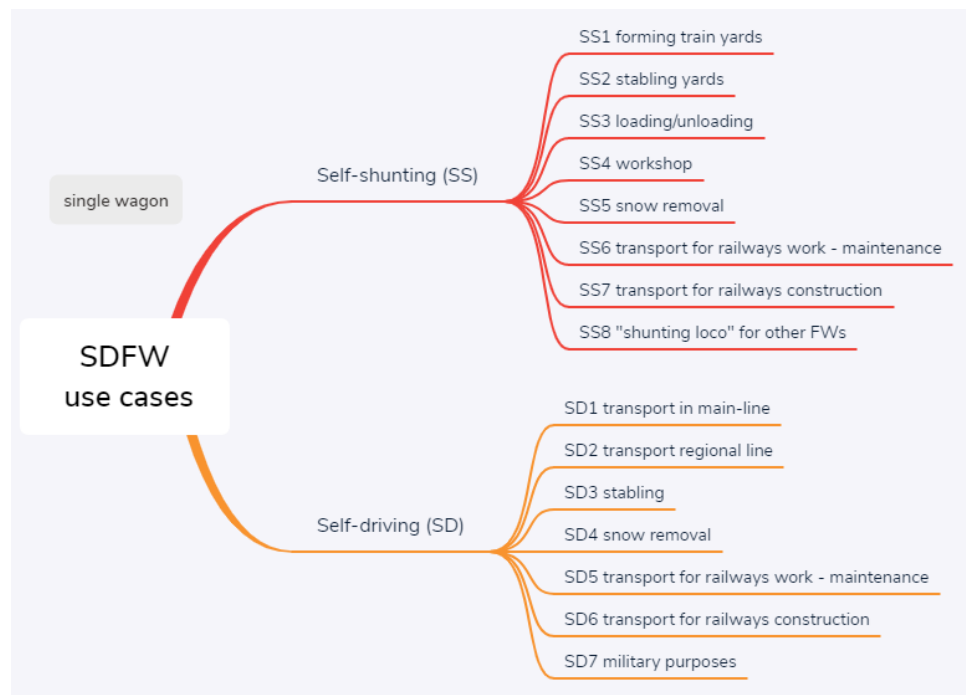 single wagon
SDFW
use cases
Self-shunting (SS)
SS1 forming train yards
SS2 stabling yards
SS3 loading/unloading
SS4 workshop
SS5 snow removal
SS6 transport for railways work - maintenance
SS7 transport for railways construction
SS8 "shunting loco" for other FWs
Self-driving (SD)
SD1 transport in main-line
SD2 transport regional line
SD3 stabling
SD4 snow removal
SD5 transport for railways work - maintenance
SD6 transport for railways construction
SD7 military purposes